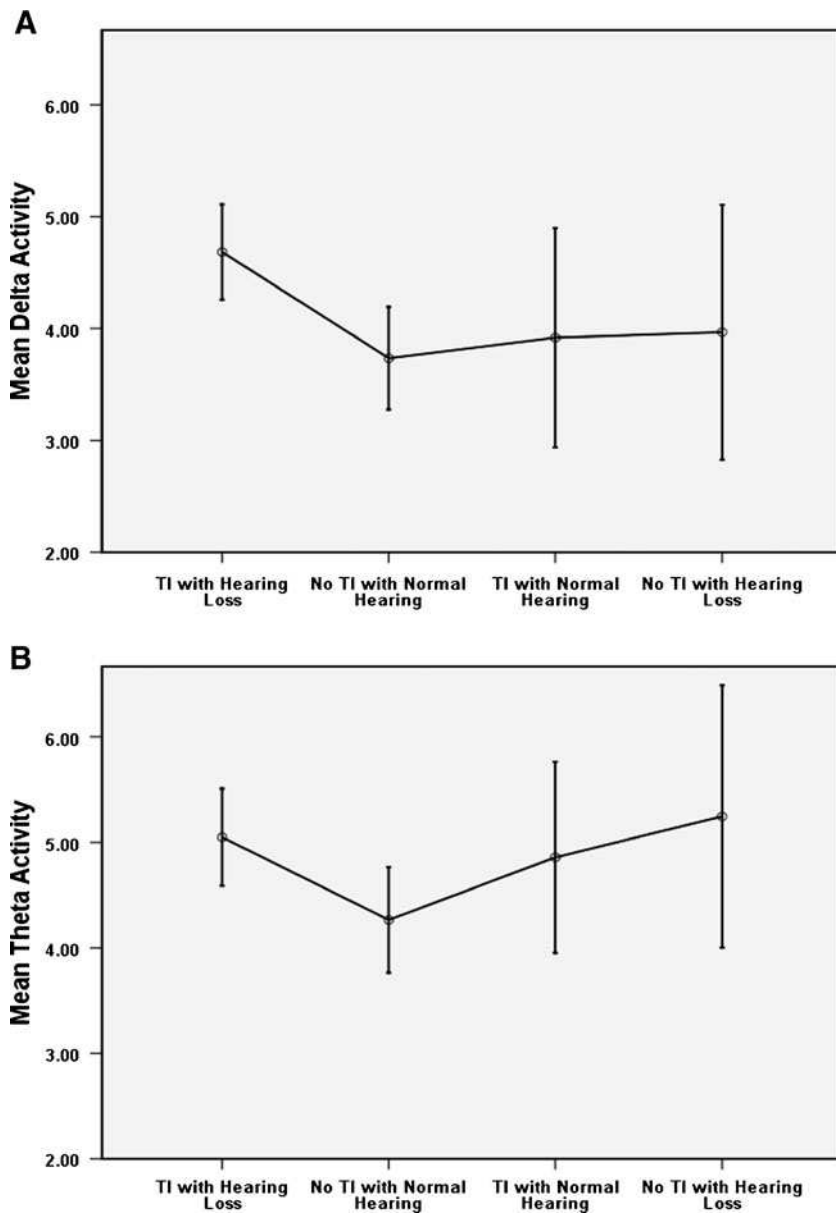 A
Mean Delta Activity
6.00
5.00
4.00
3.00
2.00
TI with Hearing
Loss
No TI with Normal
Hearing
TI with Normal
Hearing
No TI with Hearing
Loss
B
Mean Theta Activity
6.00
5.00
4.00
3.00
2.00
TI with Hearing
Loss
No TI with Normal
Hearing
TI with Normal
Hearing
No TI with Hearing
Loss